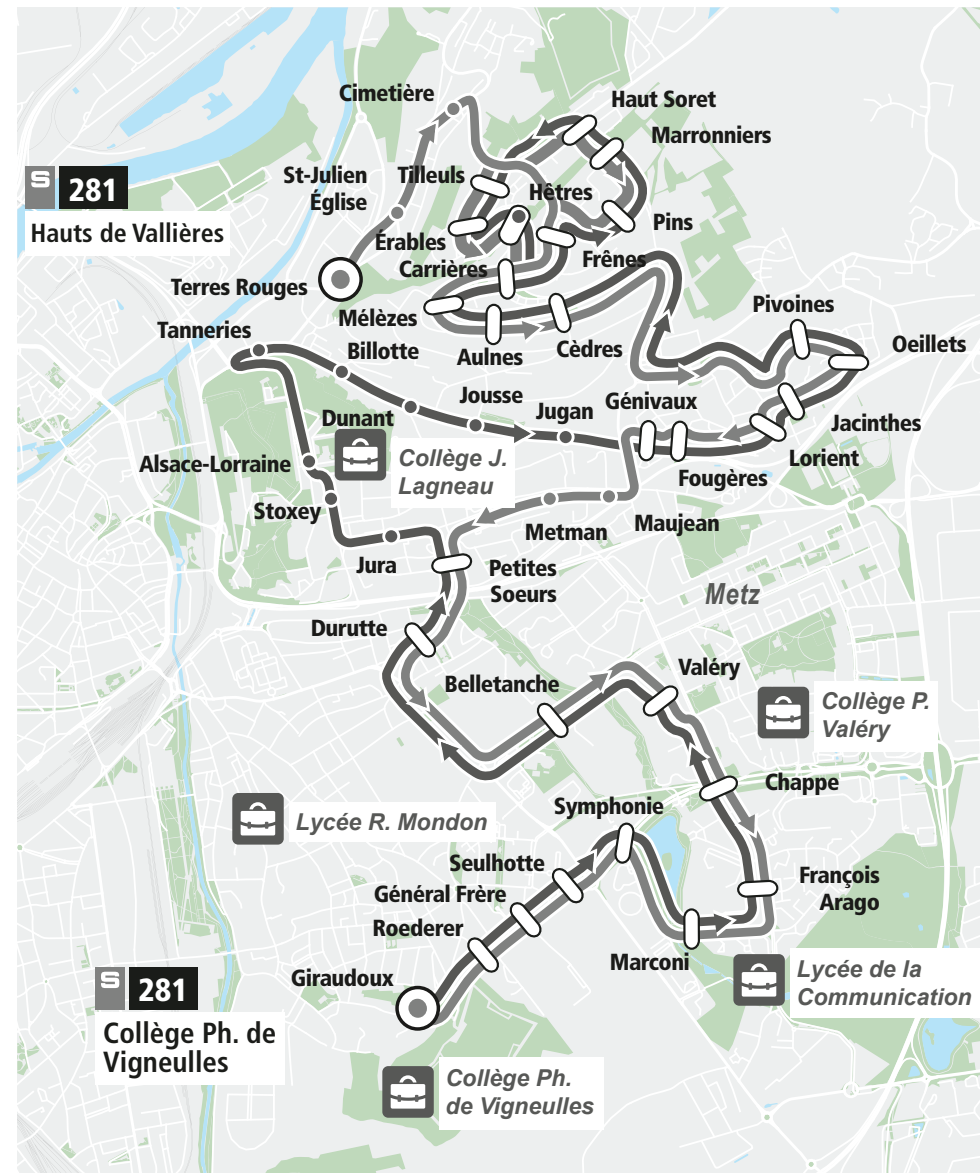 Cimetière
Haut Soret
Marronniers
St-Julien
Église
Tilleuls
Hêtres
S 281
Hauts de Vallières
Érables
Pins
Carrières
Frênes
Terres Rouges
Mélèzes
Pivoines
Tanneries
Billotte
Aulnes
Cèdres
Oeillets
Jousse
Jugan
Génivaux
Dunant
Jacinthes
Collège J.
Lagneau
Alsace-Lorraine
Lorient
Fougères
Stoxey
Metman
Maujean
Jura
Petites
Soeurs
Metz
Durutte
Belletanche
Valéry
Collège P.
Valéry
Chappe
Symphonie
Lycée R. Mondon
Seulhotte
Général Frère
François
Arago
Roederer
Marconi
Giraudoux
Lycée de la
Communication
S 281
Collège Ph. de
Vigneulles
Collège Ph.
de Vigneulles